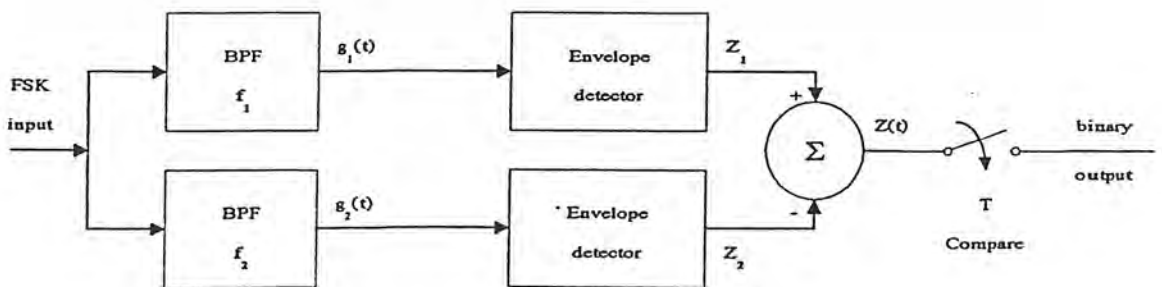 BPF
f1
g1(t)
Envelope
detector
Z1
FSK
input
+
Σ
Z(t)
binary
output
T
Compare
BPF
f2
g2(t)
Envelope
detector
-
Z2